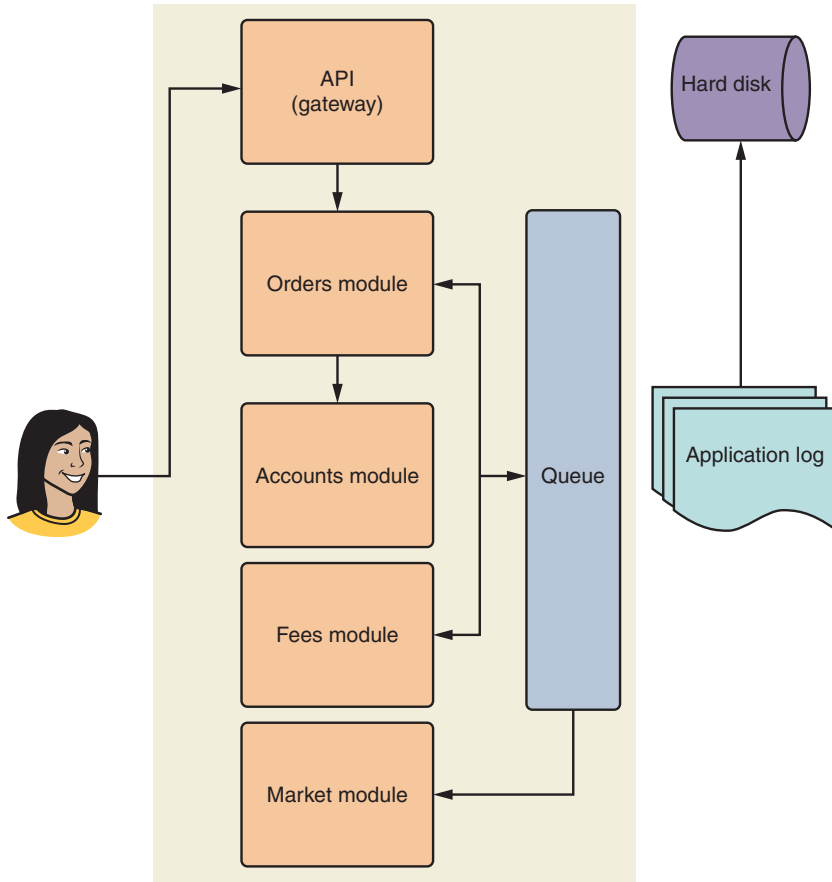 API
(gateway)
Hard disk
Orders module
Accounts module
Queue
Application log
Fees module
Market module